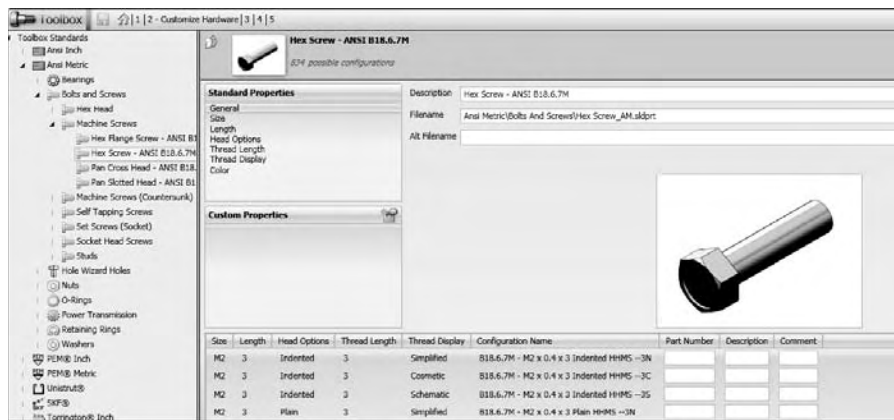 Toolbox 1 | 2 - Customize Hardware | 3 | 4 | 5
Toolbox Standards
Ansi Inch
Ansi Metric
Bearings
Bolts and Screws
Hex Head
Machine Screws
Hex Flange Screw - ANSI B1
Hex Screw - ANSI B18.6.7M
Pan Cross Head - ANSI B18.
Pan Slotted Head - ANSI B1
Machine Screws (Countersunk)
Self Tapping Screws
Set Screws (Socket)
Socket Head Screws
Studs
Hole Wizard Holes
Nuts
O-Rings
Power Transmission
Retaining Rings
Washers
PEM® Inch
PEM® Metric
Unistrut®
SKF®
Torrington® Inch
Hex Screw - ANSI B18.6.7M
834 possible configurations
Standard Properties
General
Size
Length
Head Options
Thread Length
Thread Display
Color
Custom Properties
Description Hex Screw - ANSI B18.6.7M
Filename Ansi Metric\Bolts And Screws\Hex Screw_AM.sldprt
Alt Filename
Size Length Head Options Thread Length Thread Display Configuration Name Part Number Description Comment
M2 3 Indented 3 Simplified B18.6.7M - M2 x 0.4 x 3 Indented HHMS --3N
M2 3 Indented 3 Cosmetic B18.6.7M - M2 x 0.4 x 3 Indented HHMS --3C
M2 3 Indented 3 Schematic B18.6.7M - M2 x 0.4 x 3 Indented HHMS --3S
M2 3 Plain 3 Simplified B18.6.7M - M2 x 0.4 x 3 Plain HHMS --3N